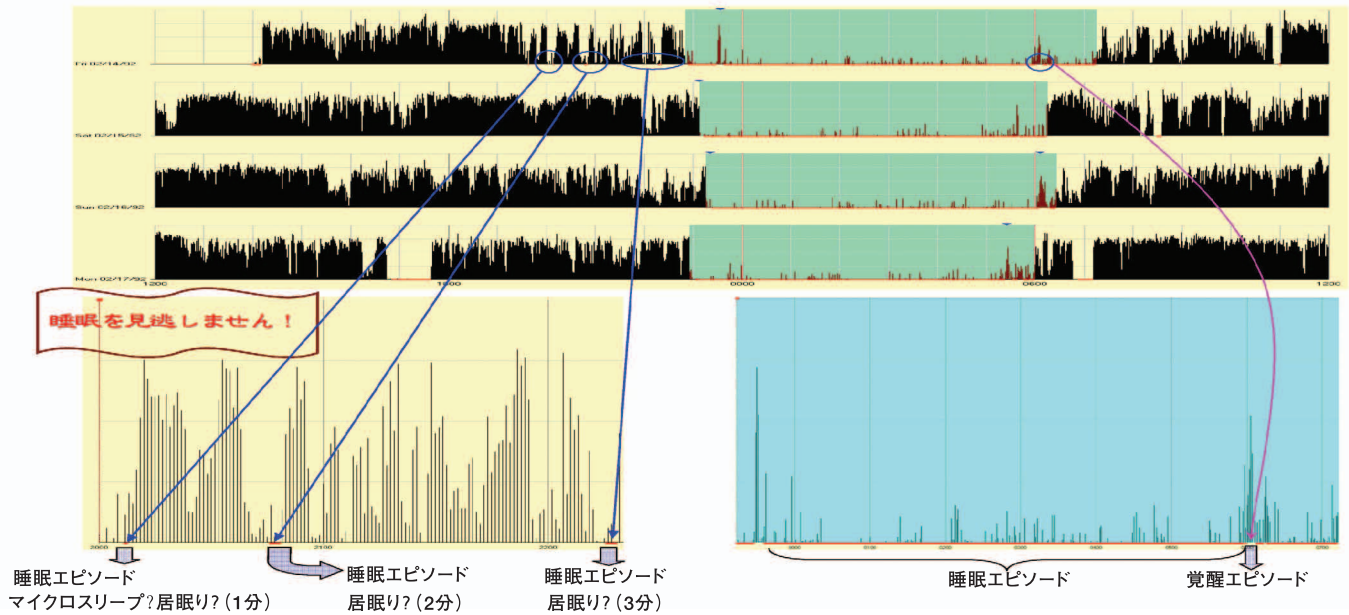 Fri 02/14/92
Sat 02/15/92
Sun 02/16/92
Mon 02/17/92
1200 1800 0000 0600 1200
睡眠を見逃しません！
2000 2100 2200
睡眠エピソード
マイクロスリープ?居眠り?(1分)
睡眠エピソード
居眠り?(2分)
睡眠エピソード
居眠り?(3分)
睡眠エピソード
覚醒エピソード